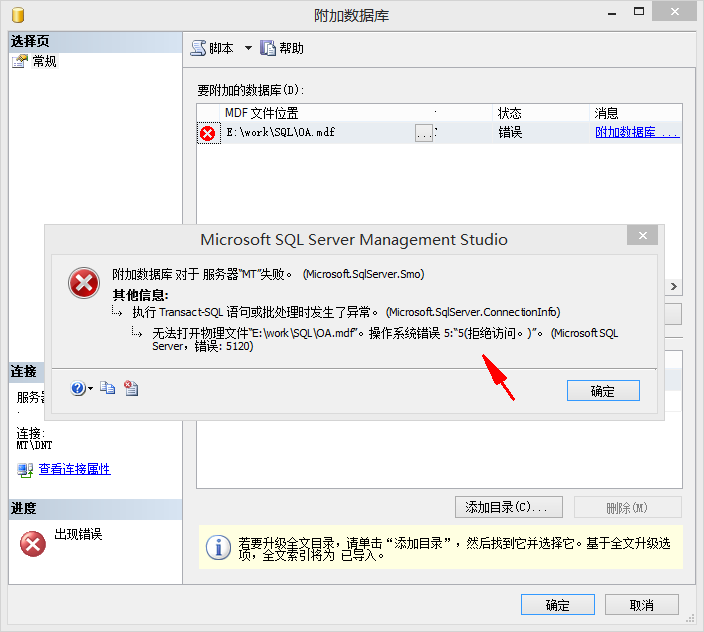 附加数据库
选择页
常规
脚本
帮助
要附加的数据库(D):
MDF 文件位置
状态
消息
E:\work\SQL\OA.mdf
...
错误
附加数据库 ...
Microsoft SQL Server Management Studio
附加数据库 对于 服务器“MT”失败。 (Microsoft.SqlServer.Smo)
其他信息:
执行 Transact-SQL 语句或批处理时发生了异常。 (Microsoft.SqlServer.ConnectionInfo)
无法打开物理文件“E:\work\SQL\OA.mdf”。操作系统错误 5:“5(拒绝访问。)”。 (Microsoft SQL
Server，错误: 5120)
确定
连接
服务器
连接:
MT\DNT
查看连接属性
进度
出现错误
添加目录(C)...
删除(M)
若要升级全文目录，请单击“添加目录”，然后找到它并选择它。基于全文升级选
项，全文索引将为 已导入。
确定
取消